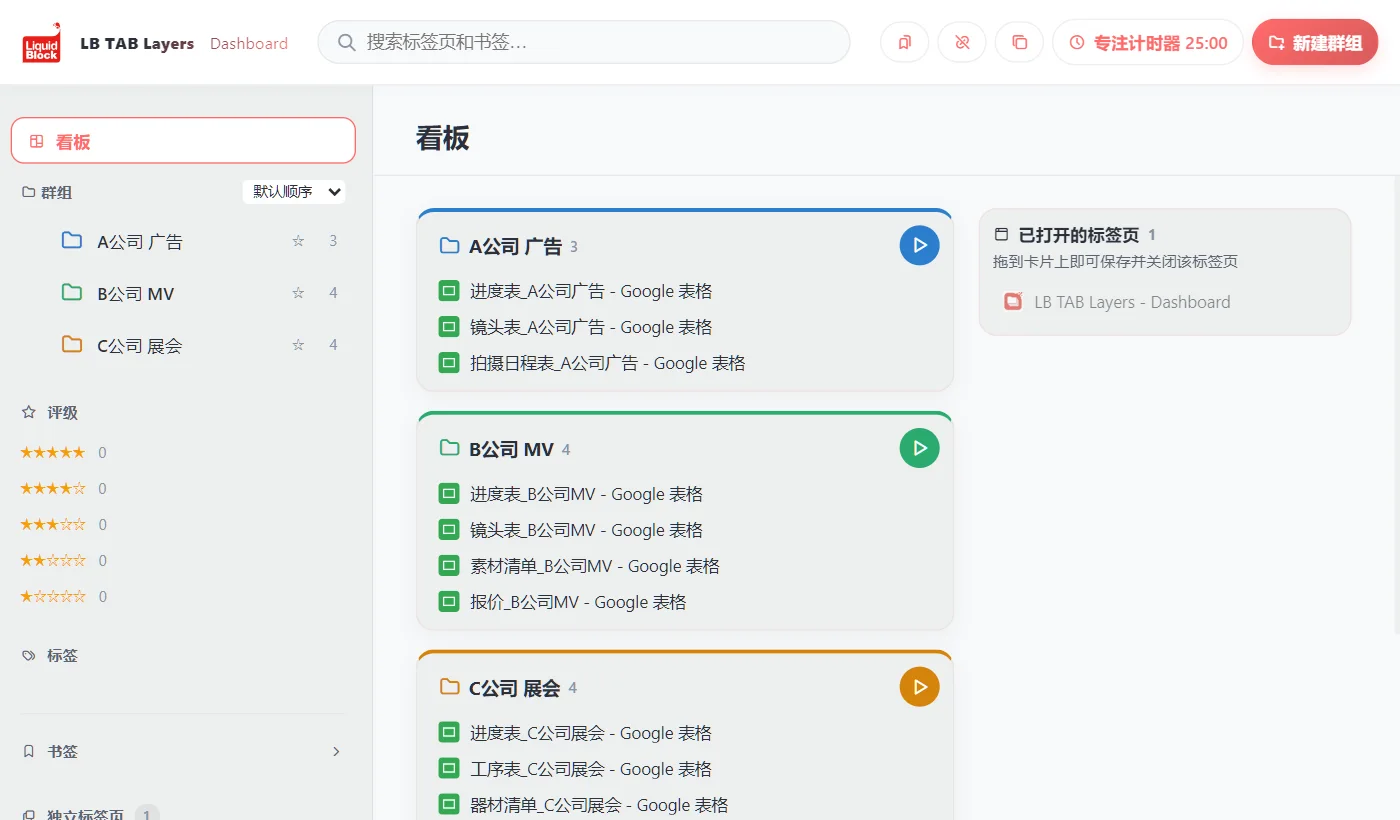 Liquid Block
LB TAB Layers Dashboard
搜索标签页和书签…
专注计时器 25:00
新建群组
看板
群组
默认顺序
A公司 广告 ☆ 3
B公司 MV ☆ 4
C公司 展会 ☆ 4
评级
★★★★★ 0
★★★★☆ 0
★★★☆☆ 0
★★☆☆☆ 0
★☆☆☆☆ 0
标签
书签
独立标签页 1
看板
A公司 广告 3
进度表_A公司广告 - Google 表格
镜头表_A公司广告 - Google 表格
拍摄日程表_A公司广告 - Google 表格
B公司 MV 4
进度表_B公司MV - Google 表格
镜头表_B公司MV - Google 表格
素材清单_B公司MV - Google 表格
报价_B公司MV - Google 表格
C公司 展会 4
进度表_C公司展会 - Google 表格
工序表_C公司展会 - Google 表格
器材清单_C公司展会 - Google 表格
已打开的标签页 1
拖到卡片上即可保存并关闭该标签页
LB TAB Layers - Dashboard